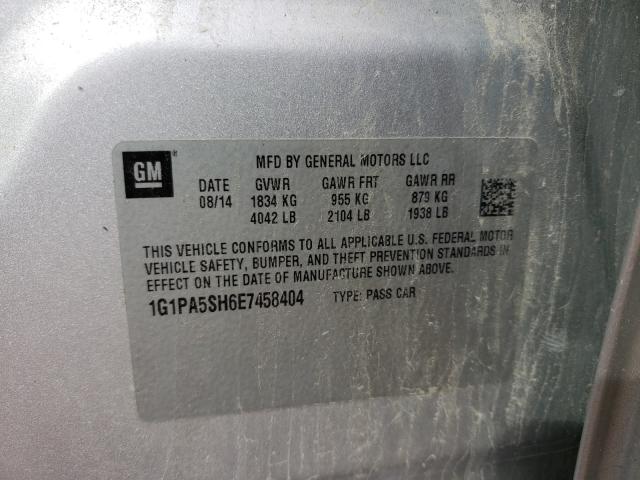 GM
MFD BY GENERAL MOTORS LLC
DATE GVWR GAWR FRT GAWR RR
08/14 1834 KG 955 KG 879 KG
4042 LB 2104 LB 1938 LB
THIS VEHICLE CONFORMS TO ALL APPLICABLE U.S. FEDERAL MOTOR
VEHICLE SAFETY, BUMPER, AND THEFT PREVENTION STANDARDS IN
EFFECT ON THE DATE OF MANUFACTURE SHOWN ABOVE.
1G1PA5SH6E7458404 TYPE: PASS CAR